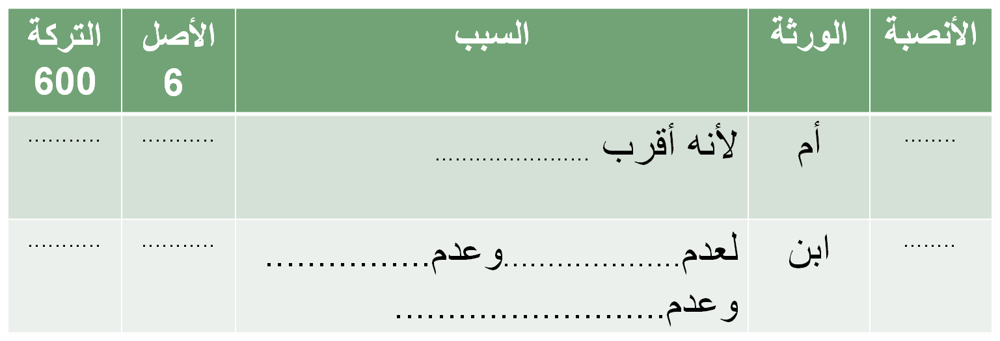 الأنصبة الورثة السبب الأصل التركة
6 600
........ أم لأنه أقرب ...................... ........... ...........
........ ابن لعدم....................وعدم................ ........... ...........
وعدم..........................